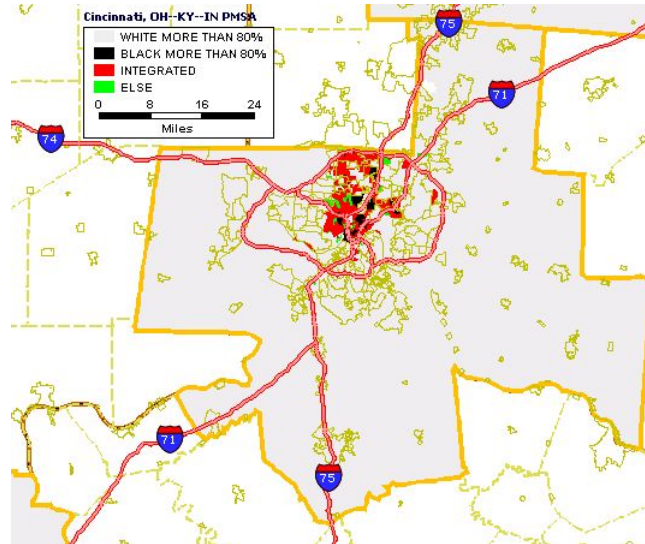 Cincinnati, OH--KY--IN PMSA
WHITE MORE THAN 80%
BLACK MORE THAN 80%
INTEGRATED
ELSE
0 8 16 24
Miles
75
71
74
71
75